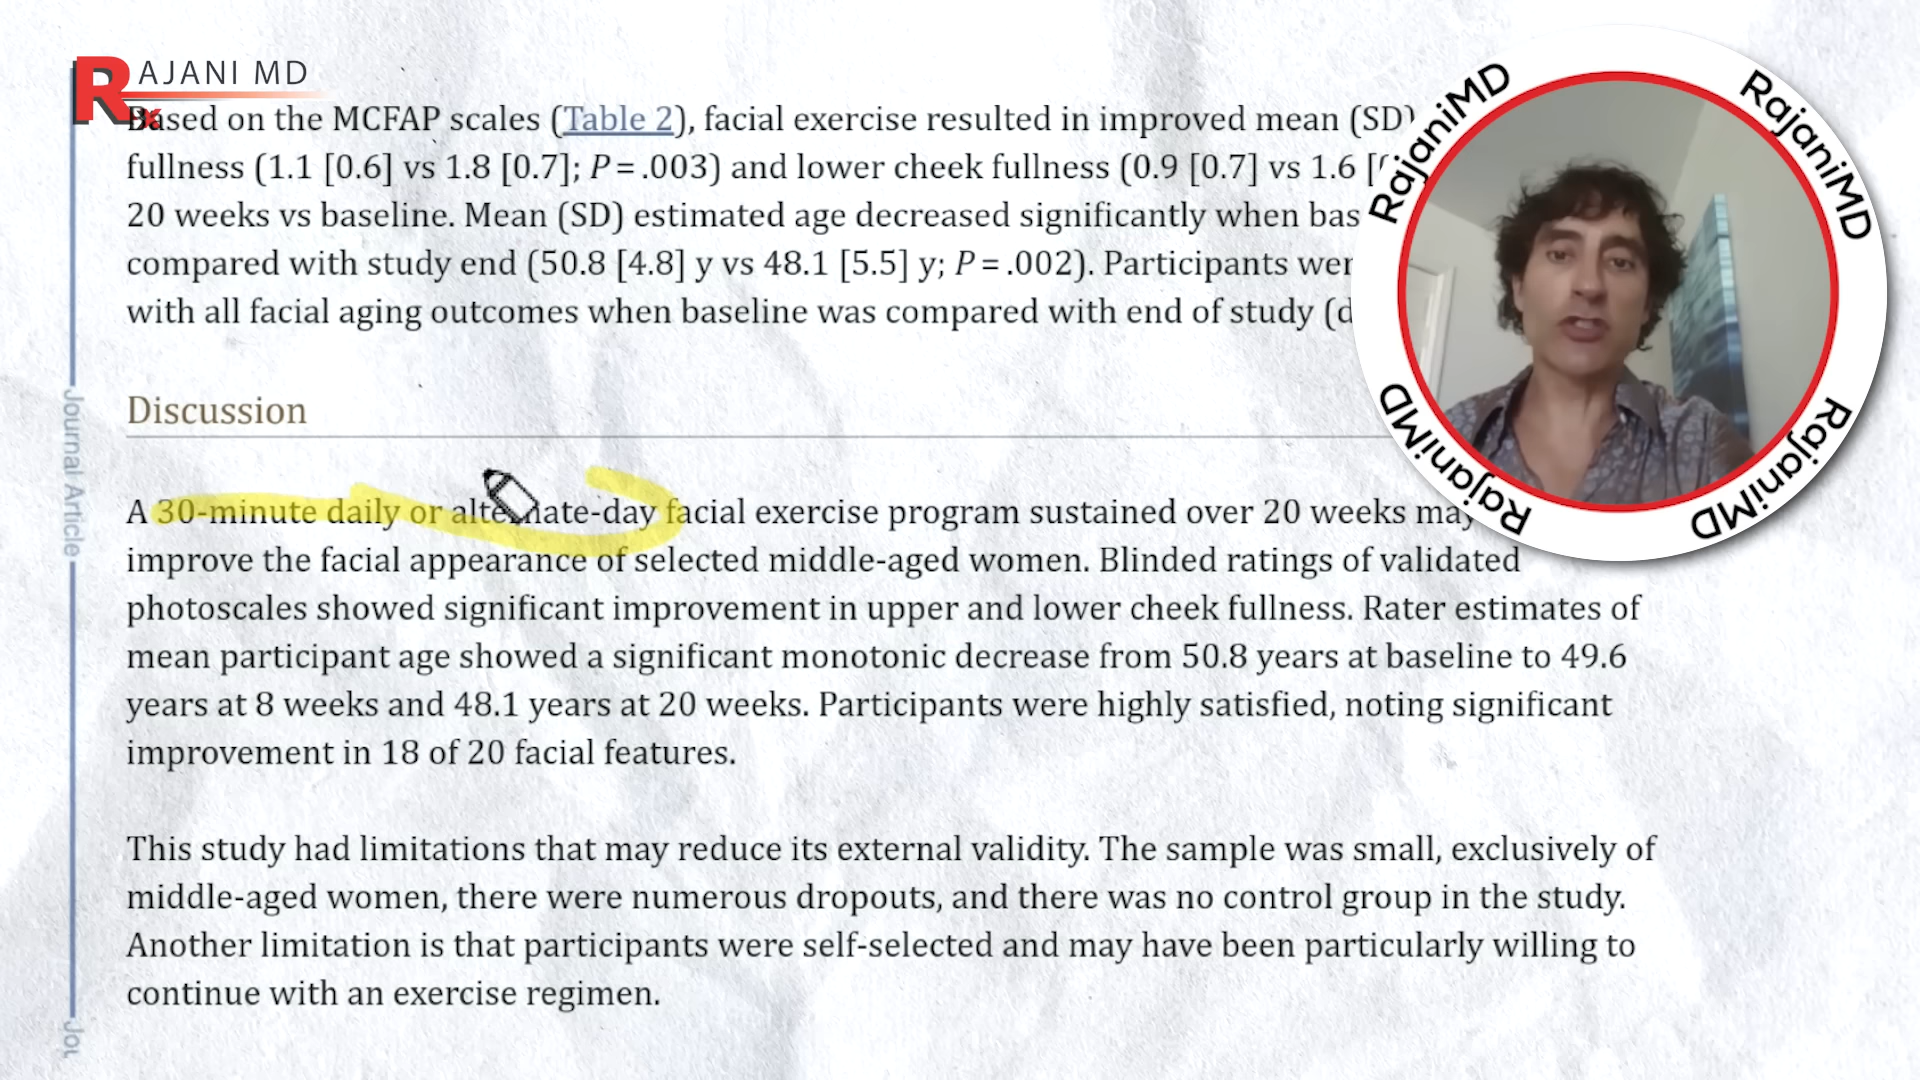 RAJANI MD
Based on the MCFAP scales (Table 2), facial exercise resulted in improved mean (SD)
fullness (1.1 [0.6] vs 1.8 [0.7]; P = .003) and lower cheek fullness (0.9 [0.7] vs 1.6 [
20 weeks vs baseline. Mean (SD) estimated age decreased significantly when bas
compared with study end (50.8 [4.8] y vs 48.1 [5.5] y; P = .002). Participants wer
with all facial aging outcomes when baseline was compared with end of study (d
Discussion
A 30-minute daily or alternate-day facial exercise program sustained over 20 weeks may
improve the facial appearance of selected middle-aged women. Blinded ratings of validated
photoscales showed significant improvement in upper and lower cheek fullness. Rater estimates of
mean participant age showed a significant monotonic decrease from 50.8 years at baseline to 49.6
years at 8 weeks and 48.1 years at 20 weeks. Participants were highly satisfied, noting significant
improvement in 18 of 20 facial features.
This study had limitations that may reduce its external validity. The sample was small, exclusively of
middle-aged women, there were numerous dropouts, and there was no control group in the study.
Another limitation is that participants were self-selected and may have been particularly willing to
continue with an exercise regimen.
Journal Article
Jou
RajaniMD
RajaniMD
RajaniMD
RajaniMD